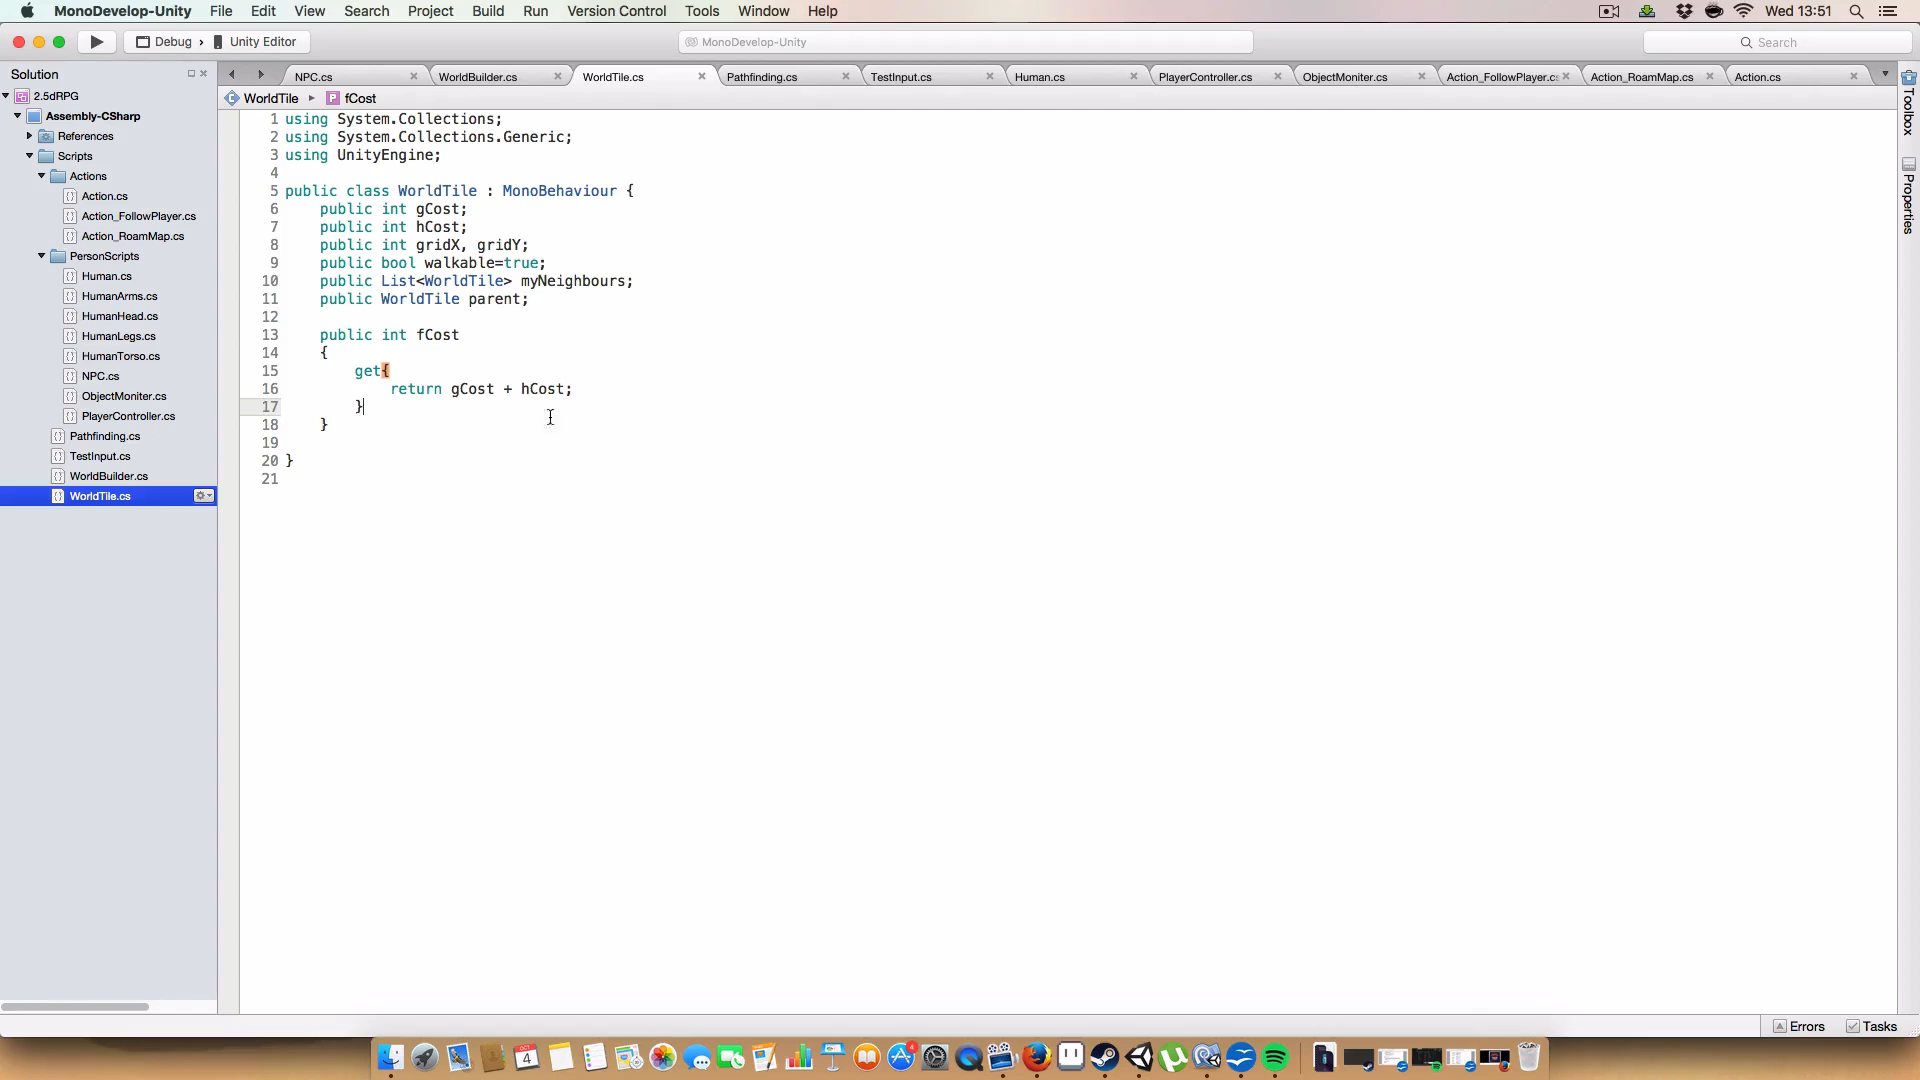 MonoDevelop-Unity File Edit View Search Project Build Run Version Control Tools Window Help Wed 13:51
Debug › Unity Editor MonoDevelop-Unity Search
Solution
2.5dRPG
Assembly-CSharp
References
Scripts
Actions
Action.cs
Action_FollowPlayer.cs
Action_RoamMap.cs
PersonScripts
Human.cs
HumanArms.cs
HumanHead.cs
HumanLegs.cs
HumanTorso.cs
NPC.cs
ObjectMoniter.cs
PlayerController.cs
Pathfinding.cs
TestInput.cs
WorldBuilder.cs
WorldTile.cs
NPC.cs WorldBuilder.cs WorldTile.cs Pathfinding.cs TestInput.cs Human.cs PlayerController.cs ObjectMoniter.cs Action_FollowPlayer.cs Action_RoamMap.cs Action.cs
WorldTile ▸ fCost
1 using System.Collections;
2 using System.Collections.Generic;
3 using UnityEngine;
4
5 public class WorldTile : MonoBehaviour {
6 public int gCost;
7 public int hCost;
8 public int gridX, gridY;
9 public bool walkable=true;
10 public List<WorldTile> myNeighbours;
11 public WorldTile parent;
12
13 public int fCost
14 {
15 get{
16 return gCost + hCost;
17 }
18 }
19
20 }
21
Toolbox
Properties
Errors Tasks
OCT
4
4